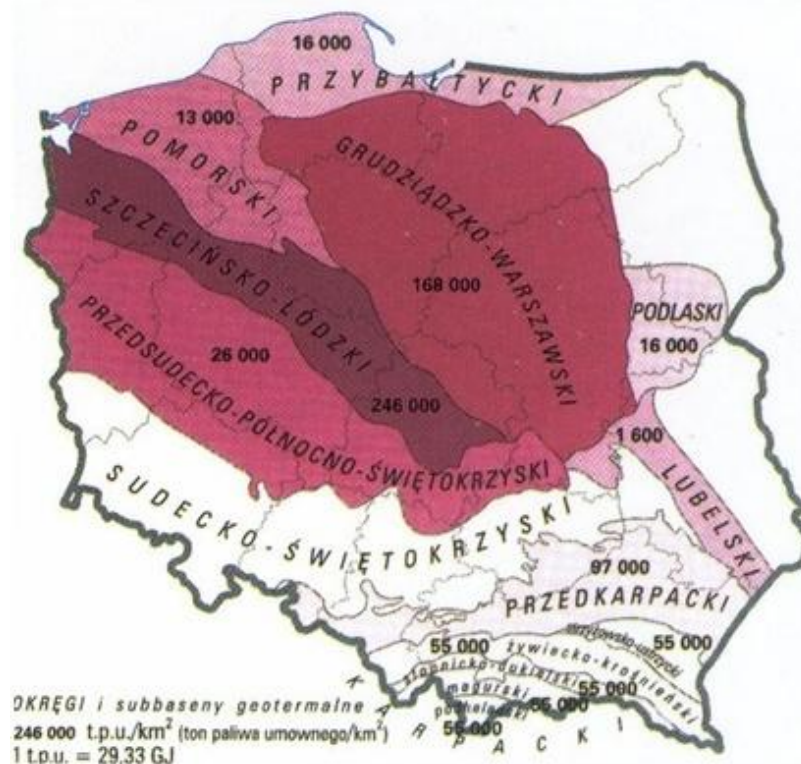 16 000
PRZYBAŁTYCKI
13 000
POMORSKI
GRUDZIĄDZKO-WARSZAWSKI
SZCZECIŃSKO-ŁÓDZKI
168 000
PODLASKI
16 000
26 000
PRZEDSUDECKO-PÓŁNOCNO-ŚWIĘTOKRZYSKI
246 000
1 600
LUBELSKI
SUDECKO-ŚWIĘTOKRZYSKI
97 000
PRZEDKARPACKI
55 000
55 000
żywiecko-krośnieński
55 000
magurski
55 000
KARPACKI
OKRĘGI i subbaseny geotermalne
246 000 t.p.u./km² (ton paliwa umownego/km²)
1 t.p.u. = 29,33 GJ